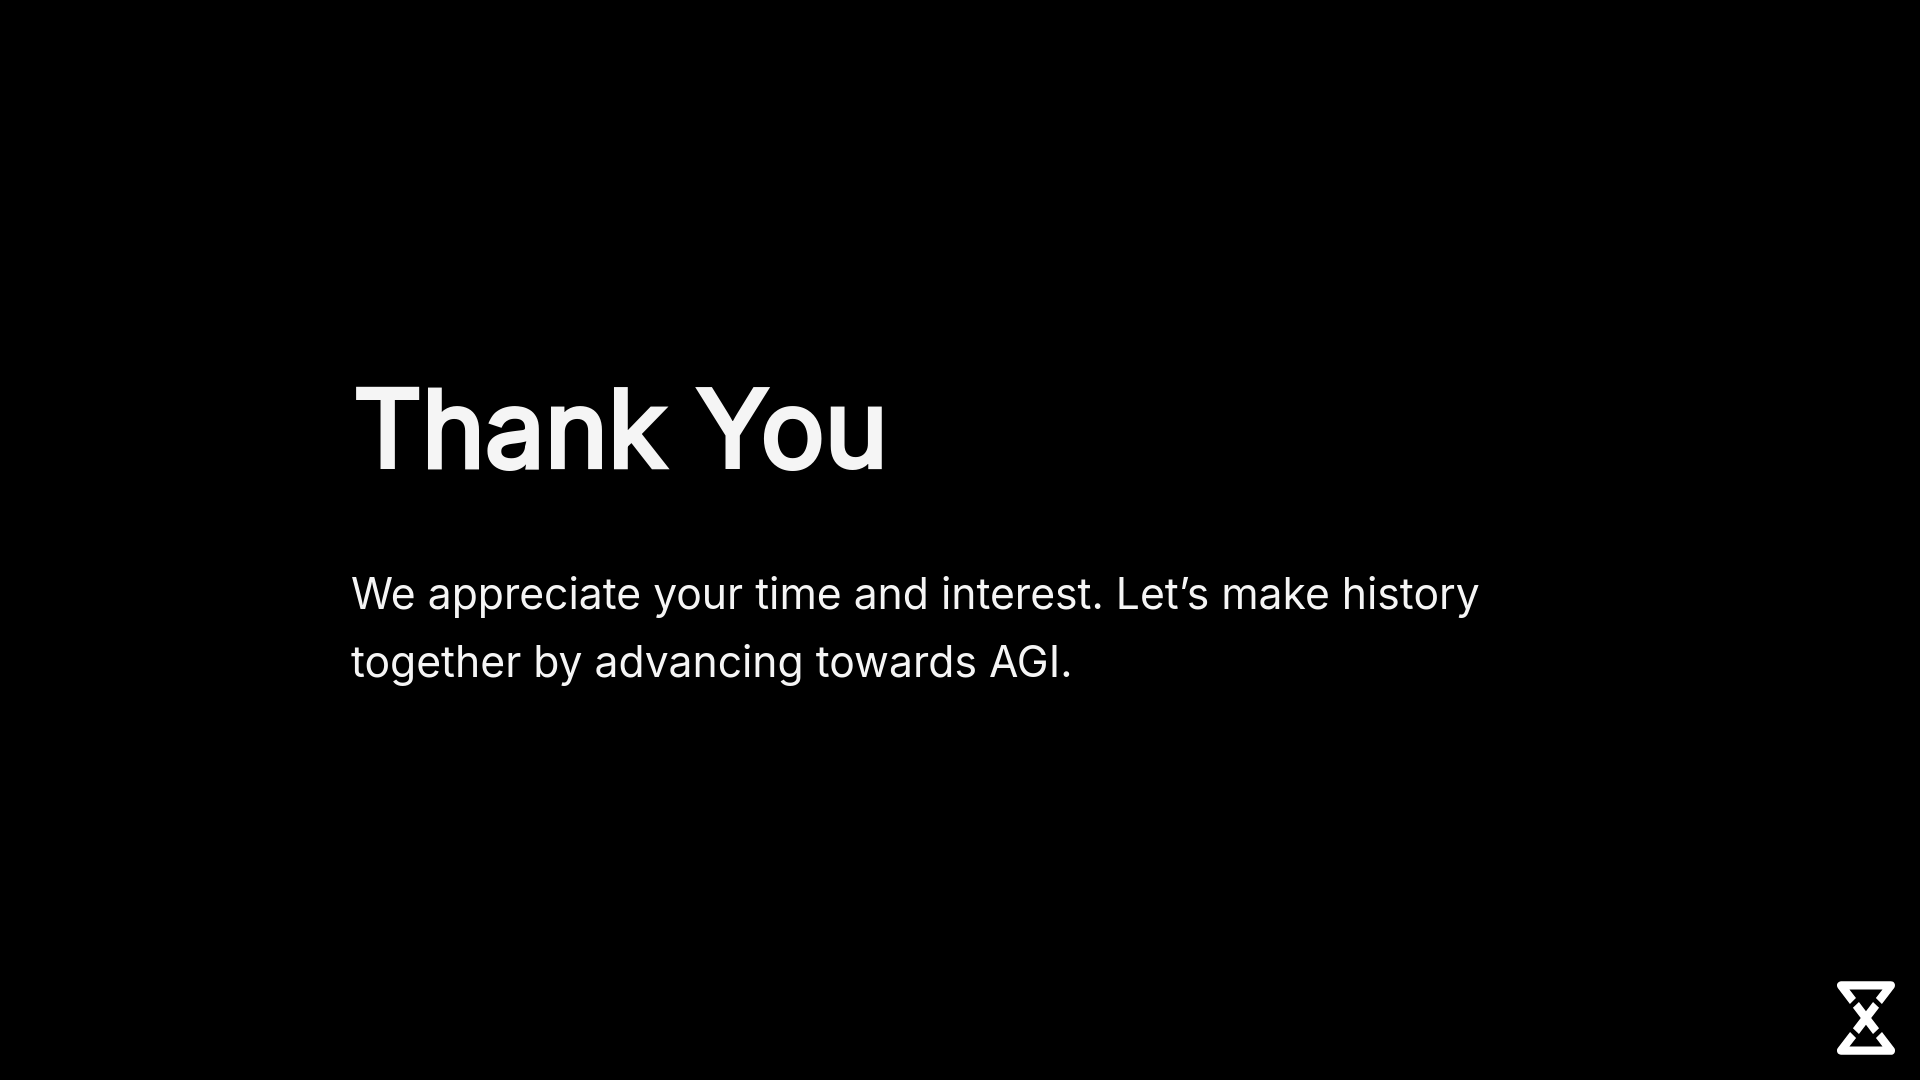 Thank You
We appreciate your time and interest. Let’s make history
together by advancing towards AGI.